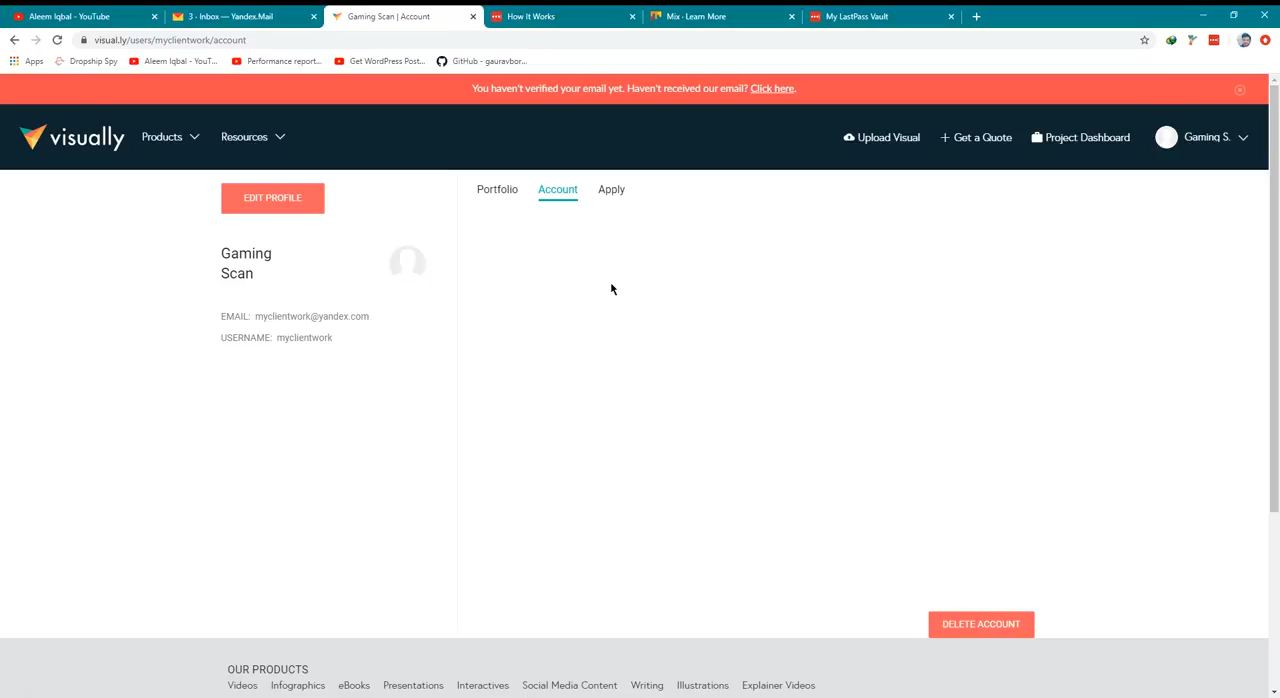 Aleem Iqbal - YouTube
3 · Inbox — Yandex.Mail
Gaming Scan | Account
How It Works
Mix · Learn More
My LastPass Vault
visual.ly/users/myclientwork/account
Apps
Dropship Spy
Aleem Iqbal - YouT...
Performance report...
Get WordPress Post...
GitHub - gauravbor...
You haven't verified your email yet. Haven't received our email? Click here.
visually
Products
Resources
Upload Visual
+ Get a Quote
Project Dashboard
Gaming S.
EDIT PROFILE
Portfolio
Account
Apply
Gaming
Scan
EMAIL: myclientwork@yandex.com
USERNAME: myclientwork
DELETE ACCOUNT
OUR PRODUCTS
Videos Infographics eBooks Presentations Interactives Social Media Content Writing Illustrations Explainer Videos